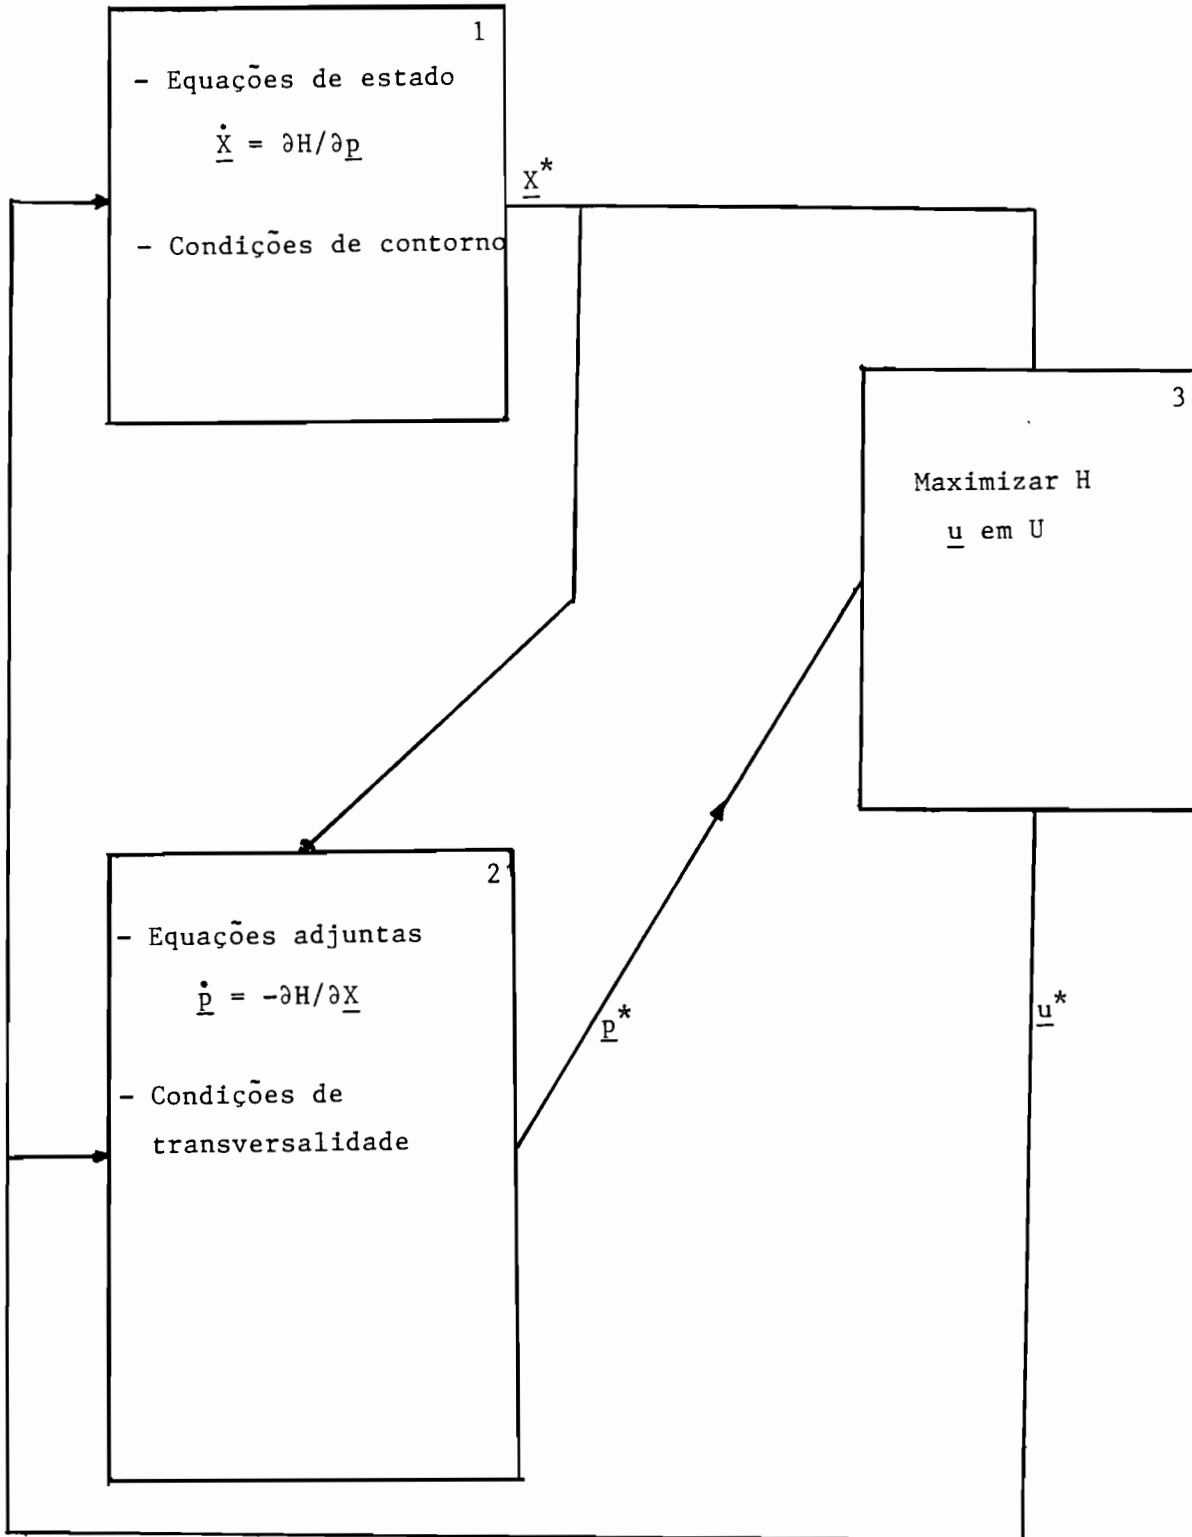 1
- Equações de estado
Ẋ = ∂H/∂p
- Condições de contorno
X*
3
Maximizar H
u em U
2
- Equações adjuntas
ṗ = -∂H/∂X
- Condições de
transversalidade
p*
u*